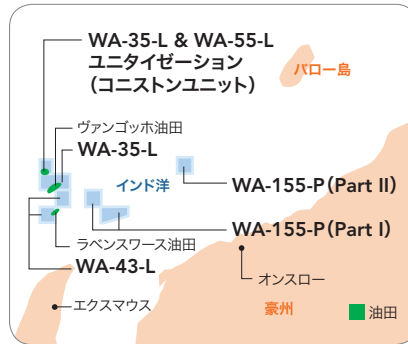 WA-35-L & WA-55-L
ユニタイゼーション
（コニストンユニット）
バロー島
ヴァンゴッホ油田
WA-35-L
インド洋
WA-155-P（Part II）
WA-155-P（Part I）
ラベンスワース油田
WA-43-L
オンスロー
エクスマウス
豪州
油田